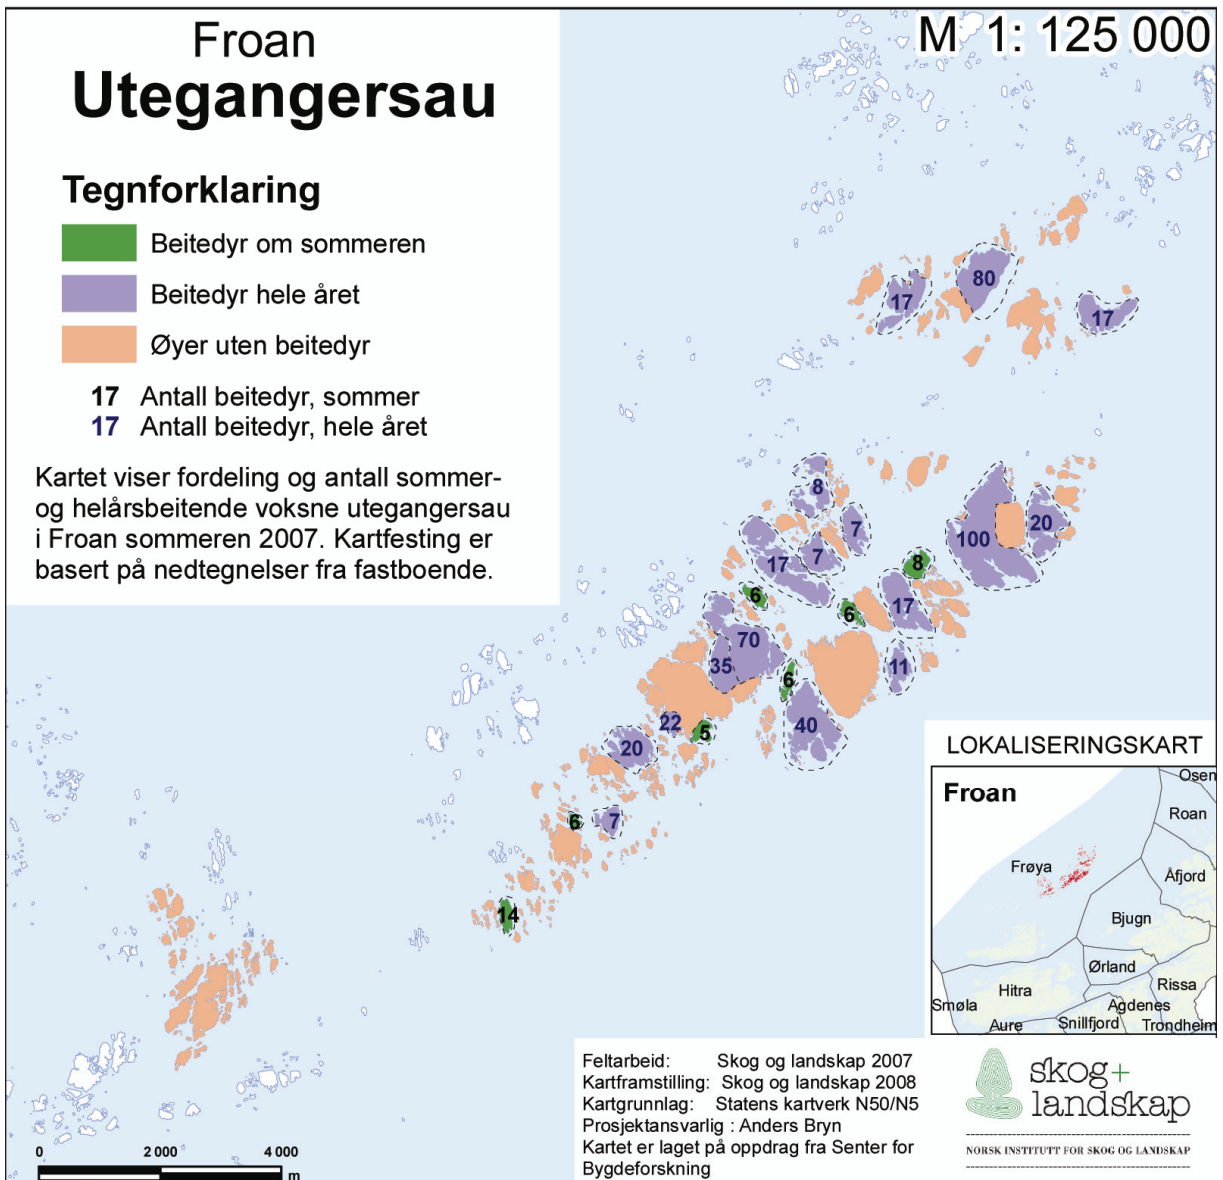 Froan
Utegangersau
M 1: 125 000
Tegnforklaring
Beitedyr om sommeren
Beitedyr hele året
Øyer uten beitedyr
17 Antall beitedyr, sommer
17 Antall beitedyr, hele året
Kartet viser fordeling og antall sommer-
og helårsbeitende voksne utegangersau
i Froan sommeren 2007. Kartfesting er
basert på nedtegnelser fra fastboende.
80
17
17
8
7
100
20
17
7
8
6
6
17
70
35
11
6
22
5
40
20
6
7
14
LOKALISERINGSKART
Froan
Osen
Roan
Frøya
Åfjord
Bjugn
Ørland
Rissa
Hitra
Smøla
Agdenes
Aure
Snillfjord
Trondheim
Feltarbeid: Skog og landskap 2007
Kartframstilling: Skog og landskap 2008
Kartgrunnlag: Statens kartverk N50/N5
Prosjektansvarlig : Anders Bryn
Kartet er laget på oppdrag fra Senter for
Bygdeforskning
skog+
landskap
NORSK INSTITUTT FOR SKOG OG LANDSKAP
0 2 000 4 000
m